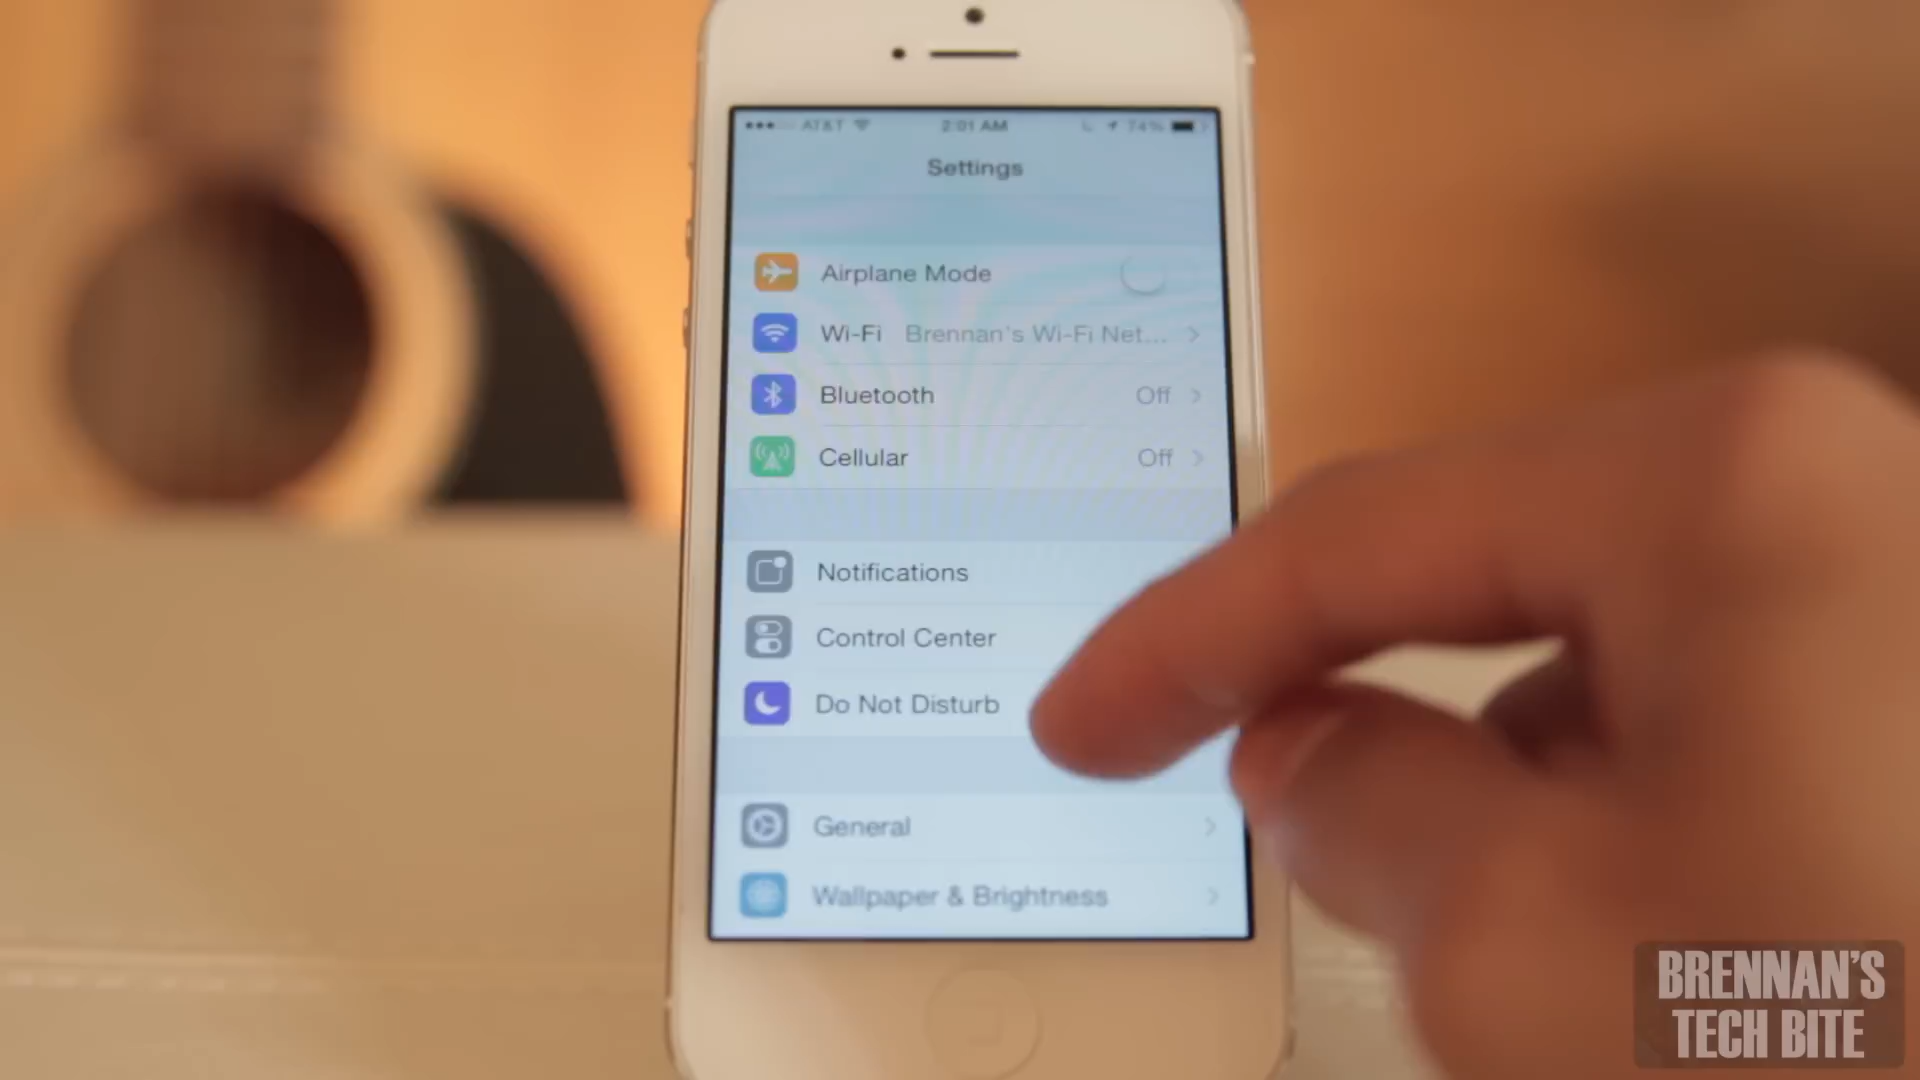 AT&T 2:01 AM 74%
Settings
Airplane Mode
Wi-Fi Brennan's Wi-Fi Net...
Bluetooth Off
Cellular Off
Notifications
Control Center
Do Not Disturb
General
Wallpaper & Brightness
BRENNAN'S
TECH BITE